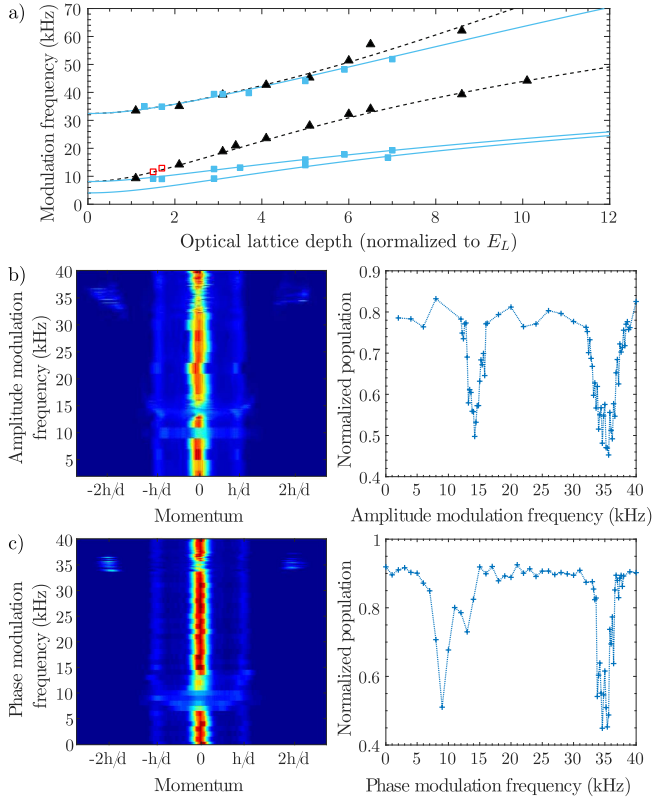 a)
Modulation frequency (kHz)
70
60
50
40
30
20
10
0
0 2 4 6 8 10 12
Optical lattice depth (normalized to E_L)
b)
Amplitude modulation
frequency (kHz)
40
35
30
25
20
15
10
5
-2h/d -h/d 0 h/d 2h/d
Momentum
Normalized population
0.9
0.8
0.7
0.6
0.5
0.4
0 5 10 15 20 25 30 35 40
Amplitude modulation frequency (kHz)
c)
Phase modulation
frequency (kHz)
40
35
30
25
20
15
10
5
0
-2h/d -h/d 0 h/d 2h/d
Momentum
Normalized population
1
0.8
0.6
0.4
0 5 10 15 20 25 30 35 40
Phase modulation frequency (kHz)